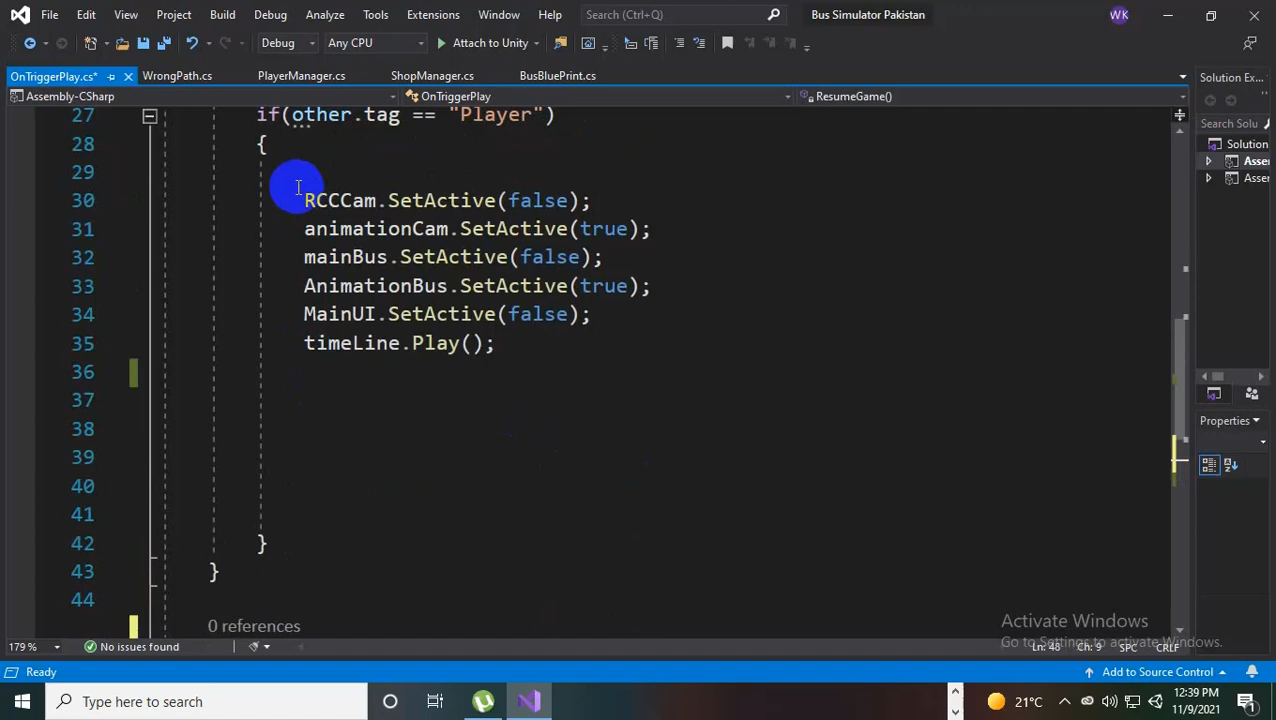 File Edit View Project Build Debug Analyze Tools Extensions Window Help Search (Ctrl+Q) Bus Simulator Pakistan WK
Debug Any CPU Attach to Unity
OnTriggerPlay.cs* WrongPath.cs PlayerManager.cs ShopManager.cs BusBluePrint.cs Solution Ex...
Assembly-CSharp OnTriggerPlay ResumeGame()
27 if(other.tag == "Player")
28 {
29
30 RCCCam.SetActive(false);
31 animationCam.SetActive(true);
32 mainBus.SetActive(false);
33 AnimationBus.SetActive(true);
34 MainUI.SetActive(false);
35 timeLine.Play();
36
37
38
39
40
41
42 }
43 }
44
0 references
Search Solu
Solution
Asse
Asse
Properties
Activate Windows
Go to Settings to activate Windows.
179 % No issues found Ln: 48 Ch: 9 SPC CRLF
Ready Add to Source Control
Type here to search 21°C 12:39 PM
11/9/2021 1